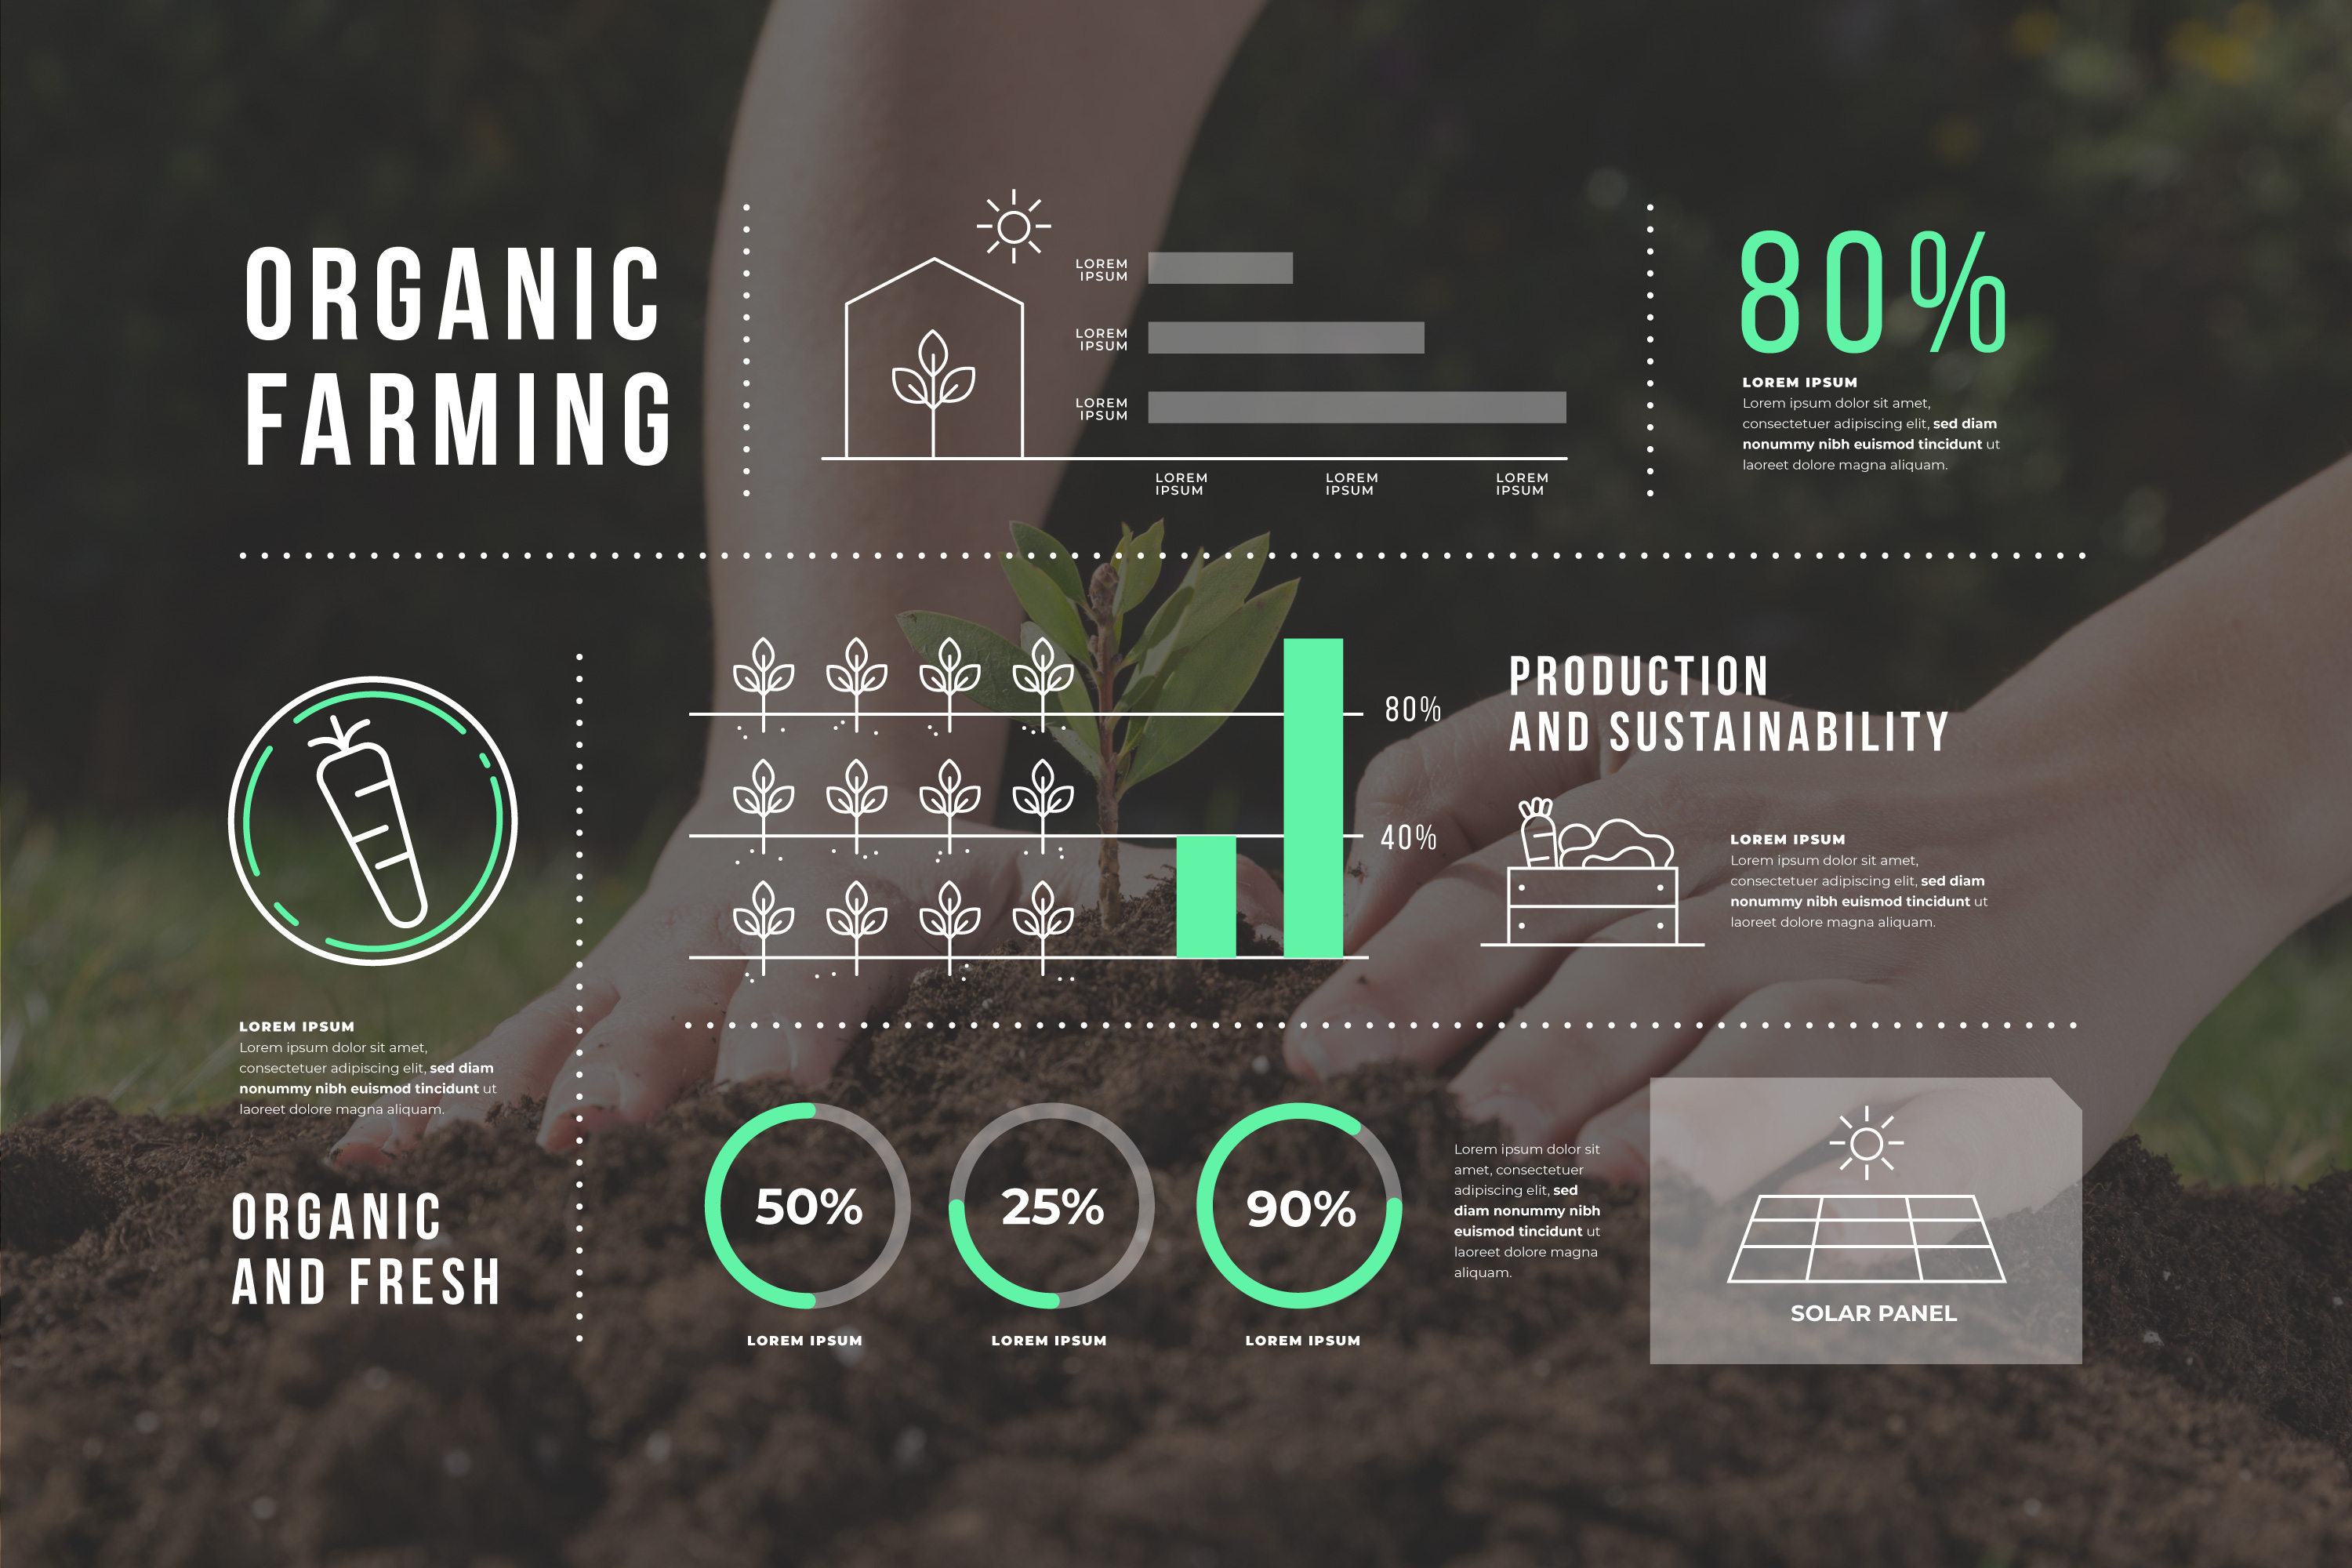 ORGANIC
FARMING
LOREM
IPSUM
LOREM
IPSUM
LOREM
IPSUM
LOREM
IPSUM
LOREM
IPSUM
LOREM
IPSUM
80%
LOREM IPSUM
Lorem ipsum dolor sit amet,
consectetuer adipiscing elit, sed diam
nonummy nibh euismod tincidunt ut
laoreet dolore magna aliquam.
LOREM IPSUM
Lorem ipsum dolor sit amet,
consectetuer adipiscing elit, sed diam
nonummy nibh euismod tincidunt ut
laoreet dolore magna aliquam.
ORGANIC
AND FRESH
80%
40%
PRODUCTION
AND SUSTAINABILITY
LOREM IPSUM
Lorem ipsum dolor sit amet,
consectetuer adipiscing elit, sed diam
nonummy nibh euismod tincidunt ut
laoreet dolore magna aliquam.
50%
LOREM IPSUM
25%
LOREM IPSUM
90%
LOREM IPSUM
Lorem ipsum dolor sit
amet, consectetuer
adipiscing elit, sed
diam nonummy nibh
euismod tincidunt ut
laoreet dolore magna
aliquam.
SOLAR PANEL